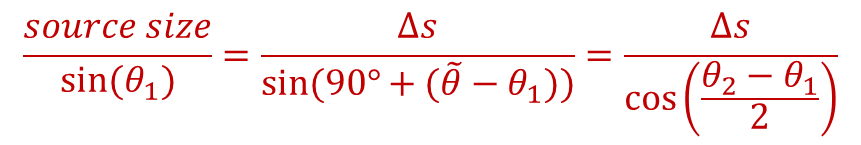 source size / sin(θ₁) = Δs / sin(90° + (θ̃ − θ₁)) = Δs / cos((θ₂ − θ₁)/2)